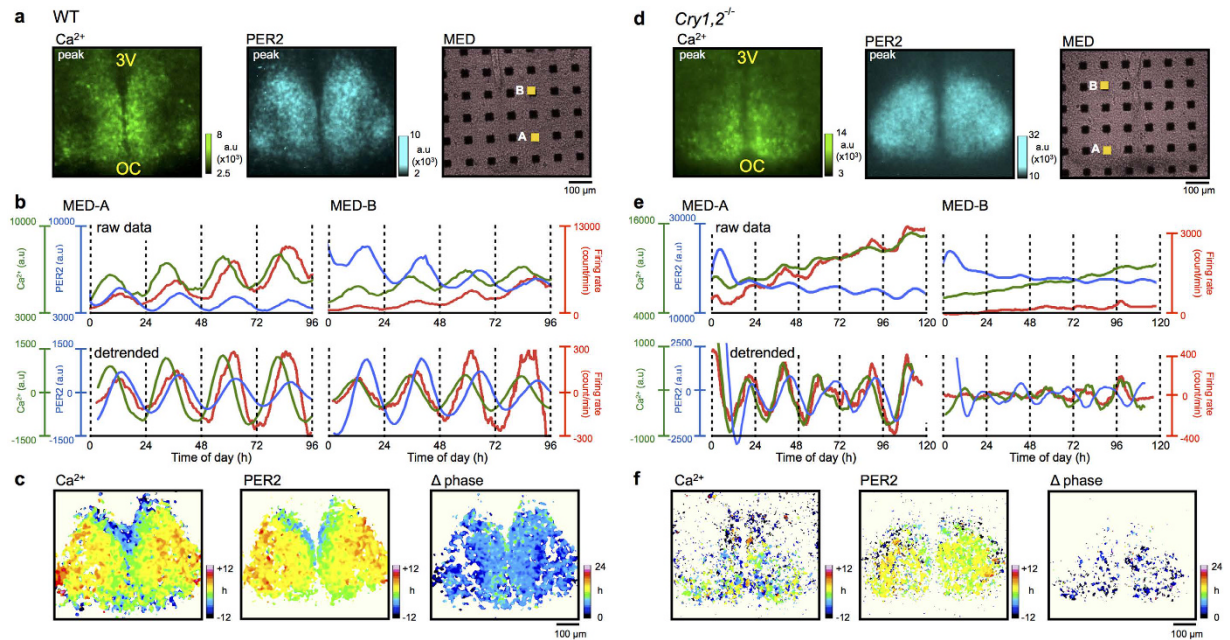 a WT
Ca²⁺ PER2 MED
peak 3V peak
B
A
OC
8 a.u (x10³) 2.5
10 a.u (x10³) 2
100 µm
d Cry1,2⁻/⁻
Ca²⁺ PER2 MED
peak 3V peak
B
A
OC
14 a.u (x10³) 3
32 a.u (x10³) 10
100 µm
b MED-A MED-B
10000 10000 raw data 13000
Ca²⁺ (a.u) PER2 (a.u) Firing rate (count/min)
3000 3000 0
0 24 48 72 96 0 24 48 72 96
1500 1500 detrended 300
Ca²⁺ (a.u) 0 PER2 (a.u) 0 Firing rate (count/min) 0
-1500 -1500 -300
0 24 48 72 96 0 24 48 72 96
Time of day (h) Time of day (h)
e MED-A MED-B
16000 30000 raw data 3000
Ca²⁺ (a.u) PER2 (a.u) Firing rate (count/min)
4000 10000 0
0 24 48 72 96 120 0 24 48 72 96 120
1000 2500 detrended 400
Ca²⁺ (a.u) 0 PER2 (a.u) 0 Firing rate (count/min) 0
-1000 -2500 -400
0 24 48 72 96 120 0 24 48 72 96 120
Time of day (h) Time of day (h)
c Ca²⁺ PER2 Δ phase
+12 h -12
+12 h -12
24 h 0
100 µm
f Ca²⁺ PER2 Δ phase
+12 h -12
+12 h -12
24 h 0
100 µm